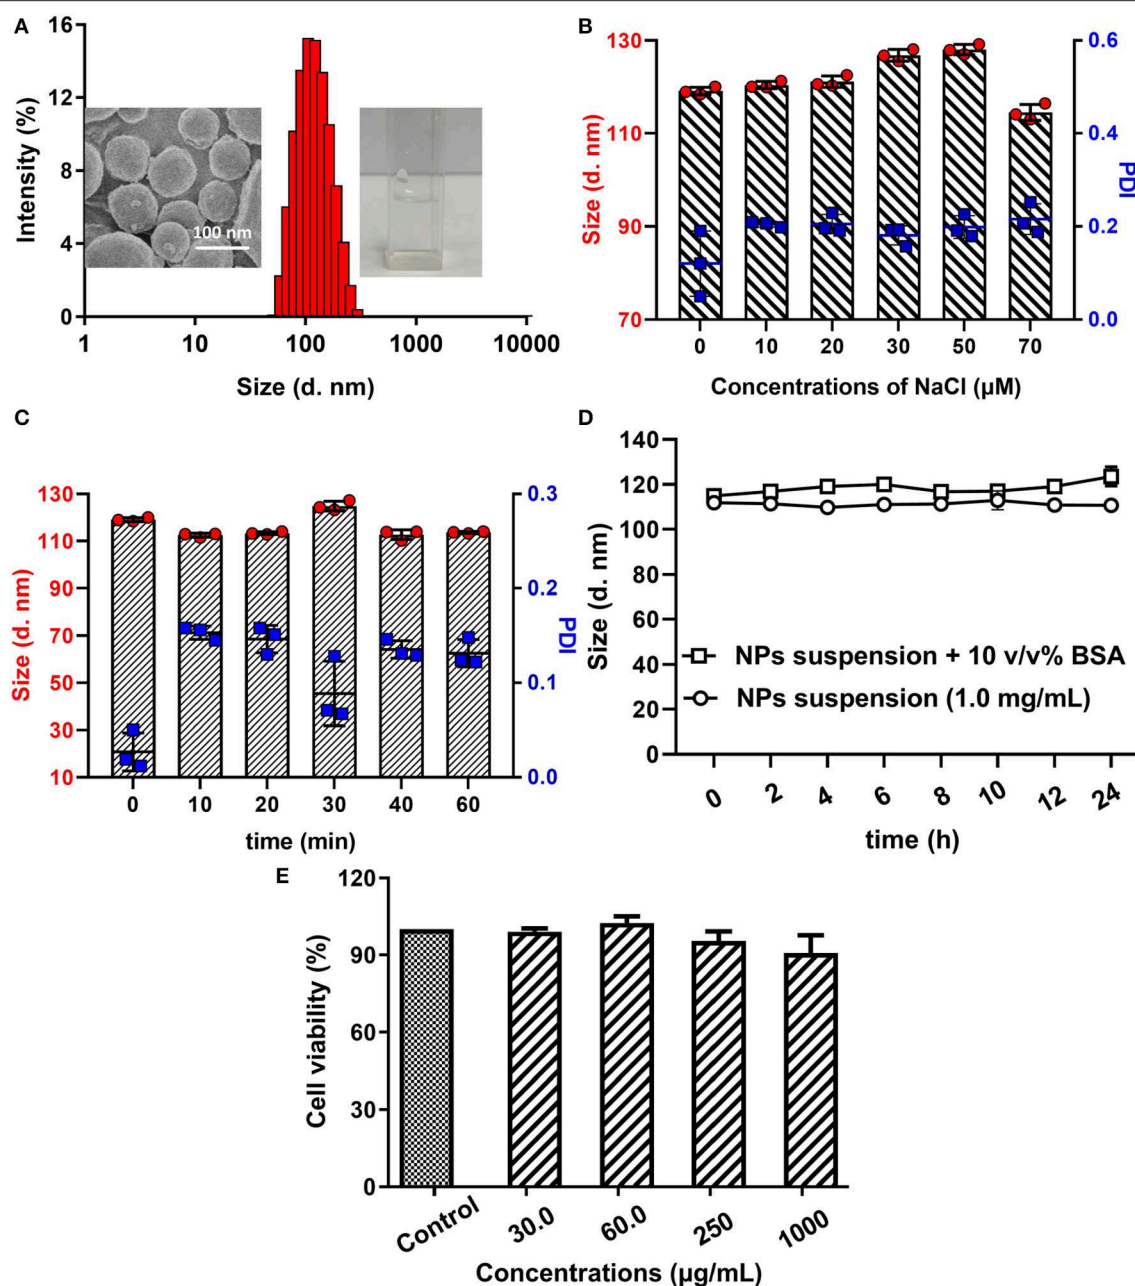 A
16
12
8
4
0
Intensity (%)
100 nm
1 10 100 1000 10000
Size (d. nm)
B
130
110
90
70
Size (d. nm)
0.6
0.4
0.2
0.0
PDI
0 10 20 30 50 70
Concentrations of NaCl (µM)
C
130
110
90
70
50
30
10
Size (d. nm)
0.3
0.2
0.1
0.0
PDI
0 10 20 30 40 60
time (min)
D
140
120
100
80
60
40
20
0
Size (d. nm)
NPs suspension + 10 v/v% BSA
NPs suspension (1.0 mg/mL)
0 2 4 6 8 10 12 24
time (h)
E
120
90
60
30
0
Cell viability (%)
Control 30.0 60.0 250 1000
Concentrations (µg/mL)